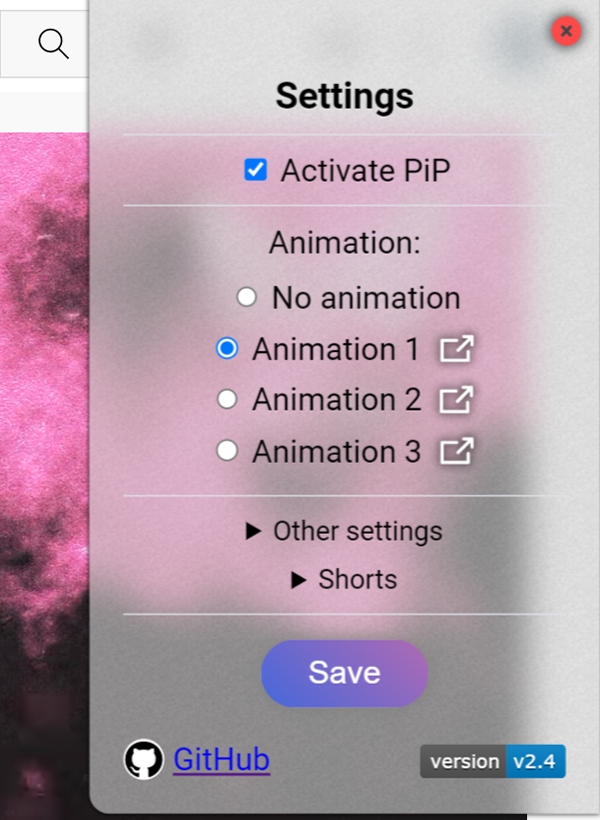 Settings
Activate PiP
Animation:
No animation
Animation 1
Animation 2
Animation 3
Other settings
Shorts
Save
GitHub
version v2.4